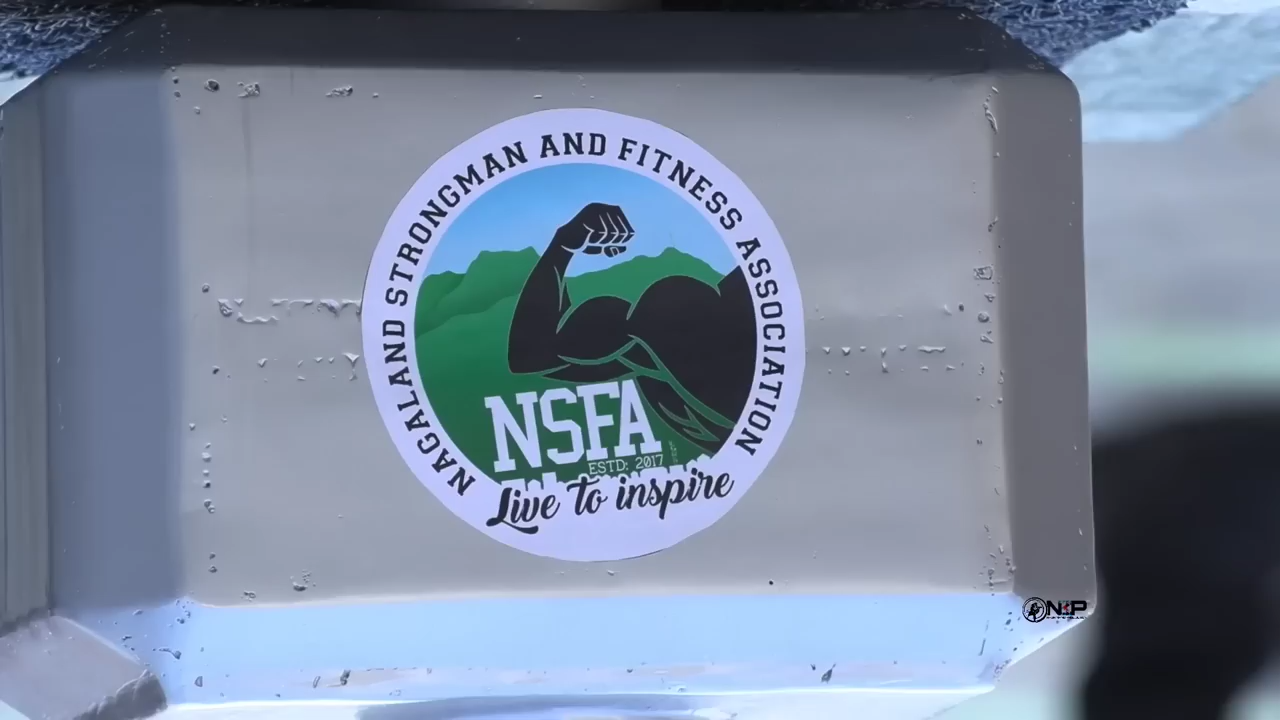 NAGALAND STRONGMAN AND FITNESS ASSOCIATION
NSFA
ESTD: 2017
Live to inspire